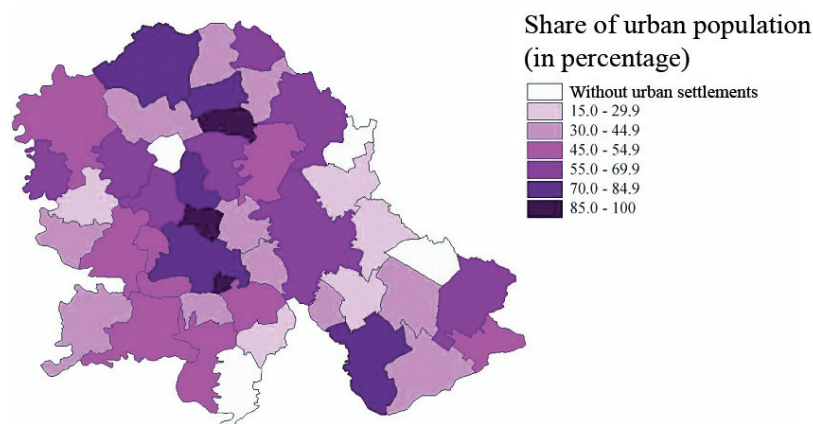 Share of urban population
(in percentage)
Without urban settlements
15.0 - 29.9
30.0 - 44.9
45.0 - 54.9
55.0 - 69.9
70.0 - 84.9
85.0 - 100